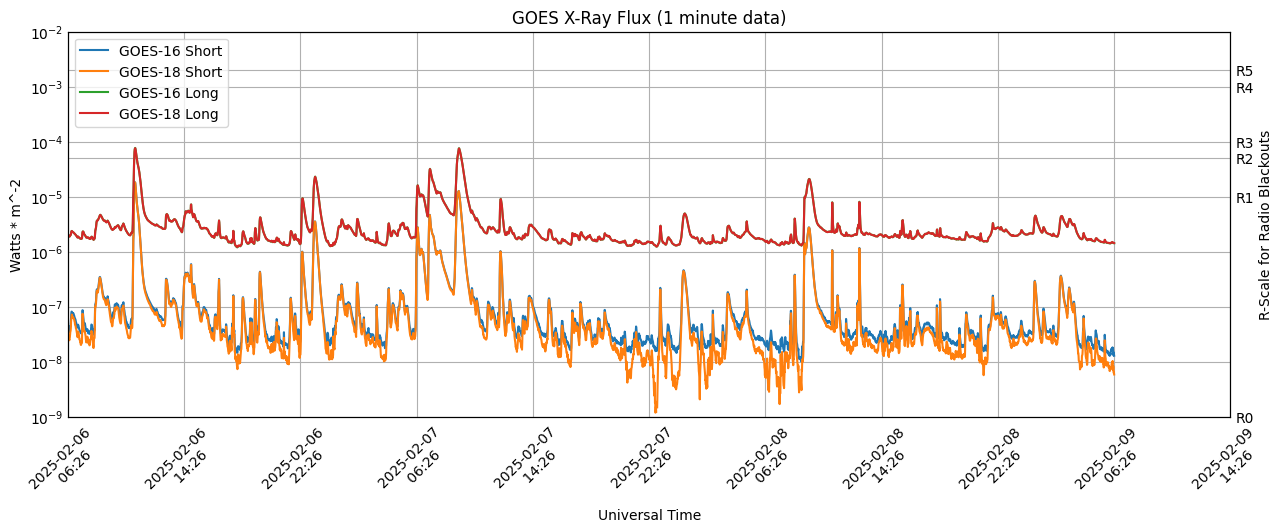 GOES X-Ray Flux (1 minute data)
GOES-16 Short
GOES-18 Short
GOES-16 Long
GOES-18 Long
Watts * m^-2
10^-2
10^-3
10^-4
10^-5
10^-6
10^-7
10^-8
10^-9
R5
R4
R3
R2
R1
R0
R-Scale for Radio Blackouts
2025-02-06
06:26
2025-02-06
14:26
2025-02-06
22:26
2025-02-07
06:26
2025-02-07
14:26
2025-02-07
22:26
2025-02-08
06:26
2025-02-08
14:26
2025-02-08
22:26
2025-02-09
06:26
2025-02-09
14:26
Universal Time